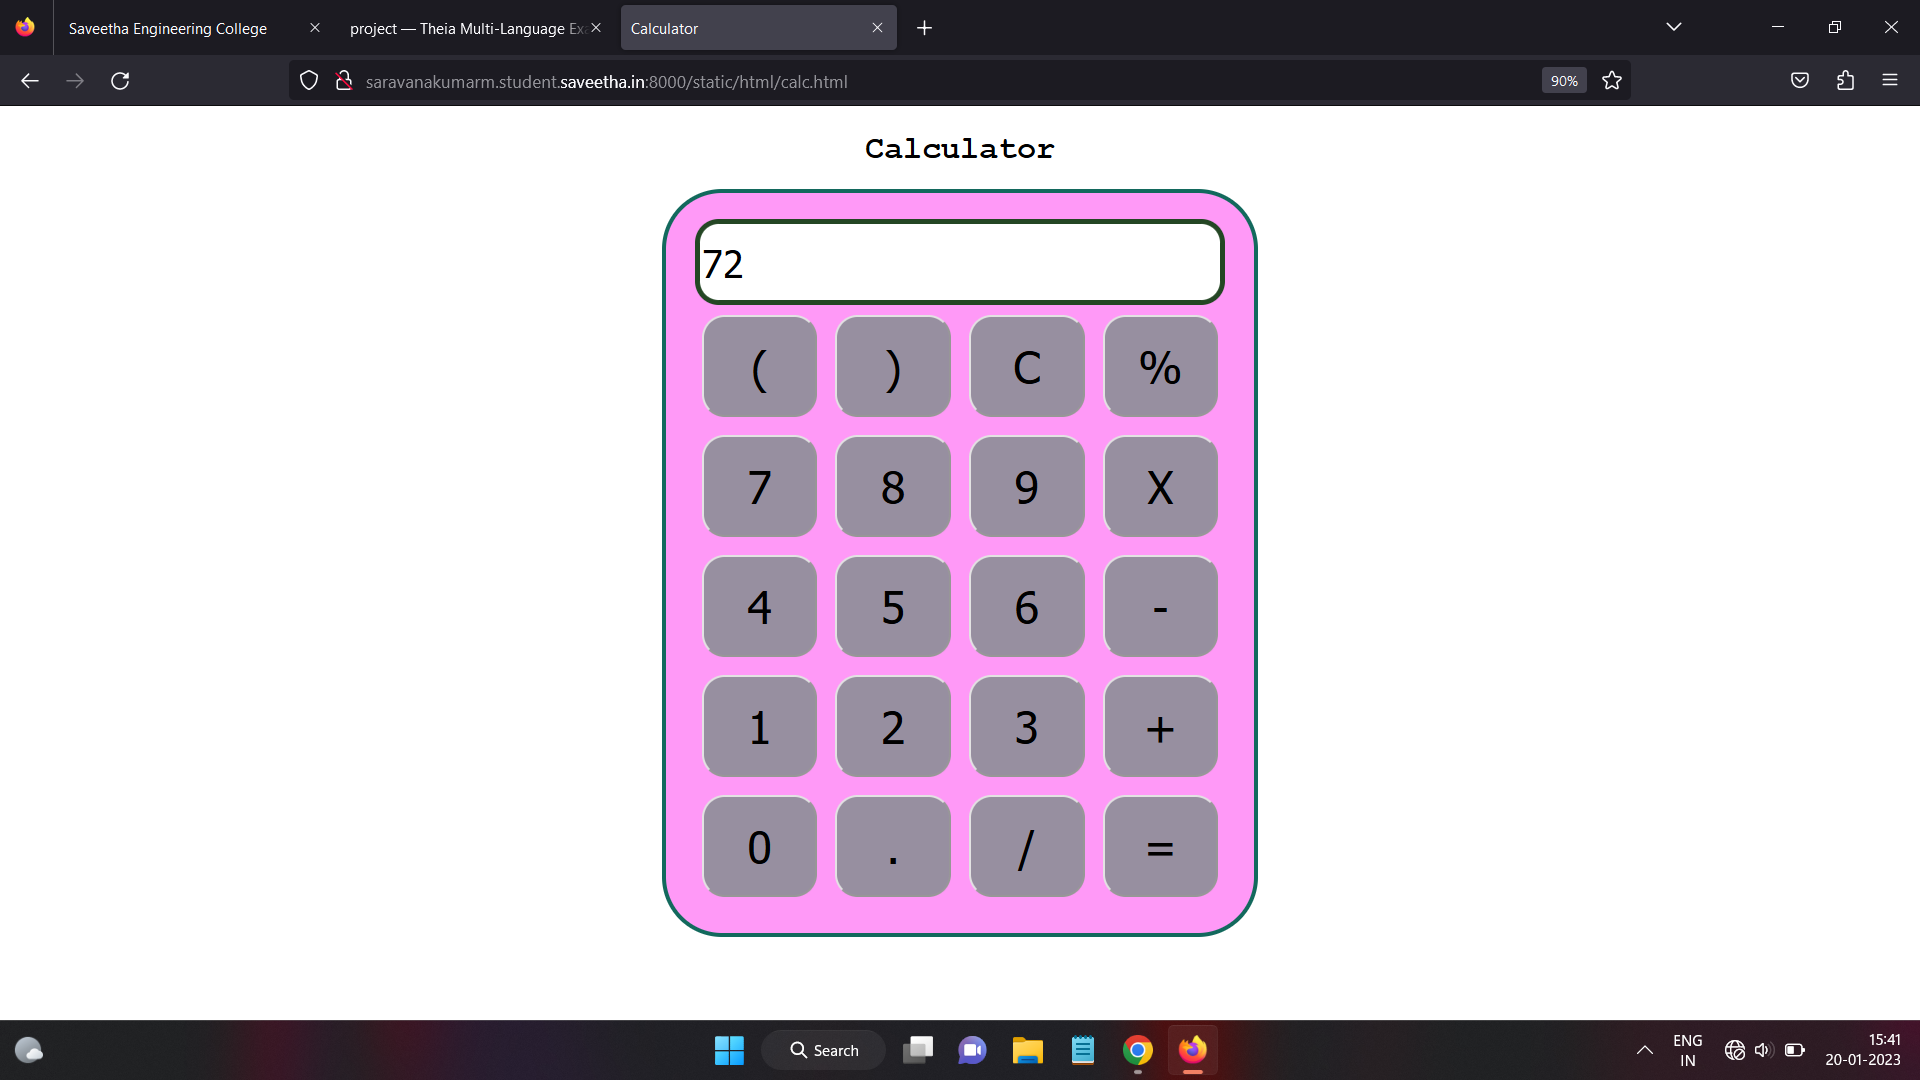 Saveetha Engineering College
project — Theia Multi-Language Exa
Calculator
saravanakumarm.student.saveetha.in:8000/static/html/calc.html
90%
Calculator
72
( ) C %
7 8 9 X
4 5 6 -
1 2 3 +
0 . / =
Search
ENG
IN
15:41
20-01-2023